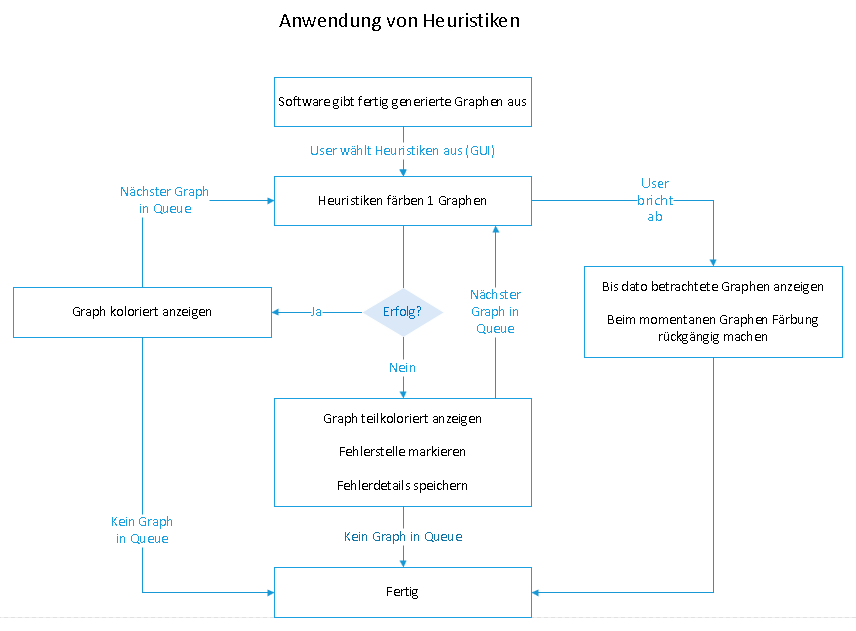 Anwendung von Heuristiken
Software gibt fertig generierte Graphen aus
User wählt Heuristiken aus (GUI)
Nächster Graph
in Queue
Heuristiken färben 1 Graphen
User
bricht
ab
Graph koloriert anzeigen
Ja
Erfolg?
Nächster
Graph in
Queue
Bis dato betrachtete Graphen anzeigen
Beim momentanen Graphen Färbung
rückgängig machen
Nein
Graph teilkoloriert anzeigen
Fehlerstelle markieren
Fehlerdetails speichern
Kein Graph
in Queue
Kein Graph in Queue
Fertig